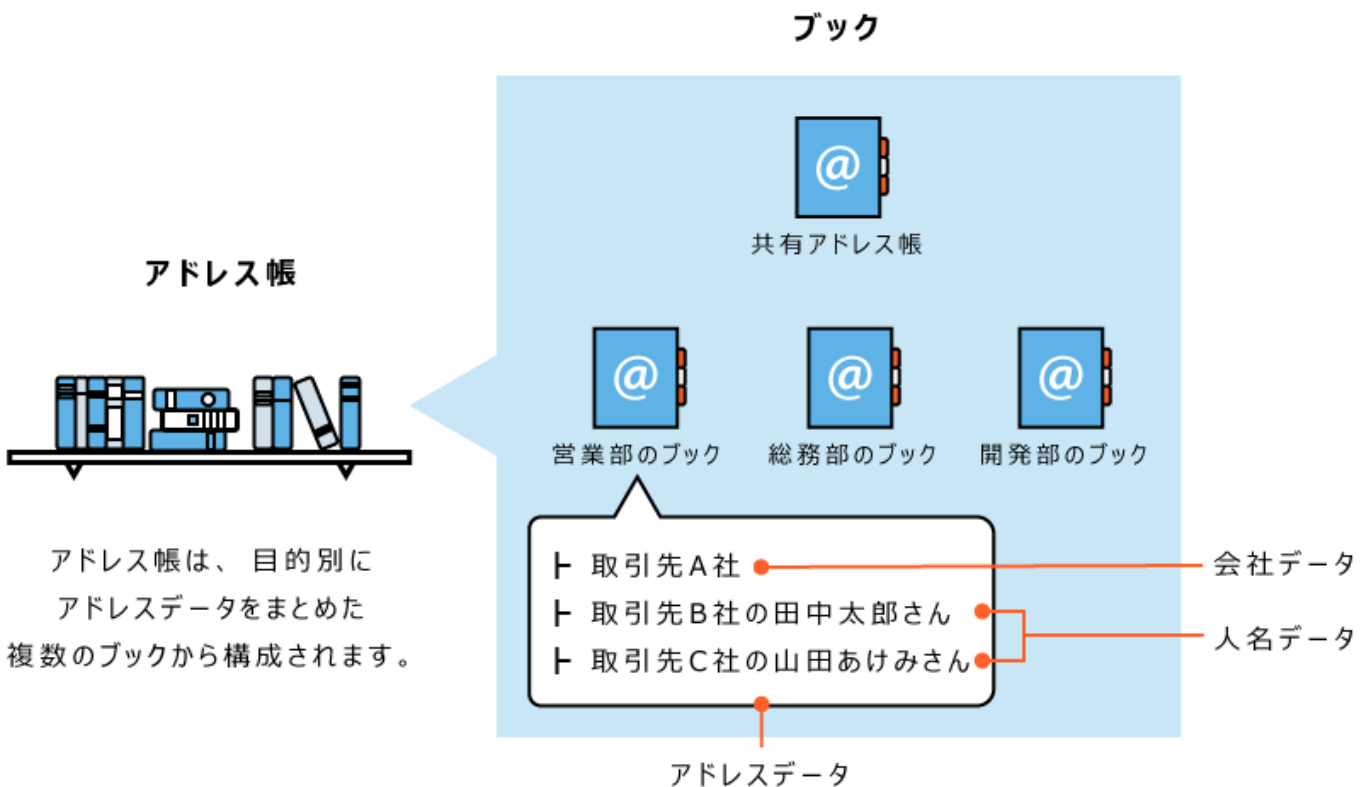 ブック
@
共有アドレス帳
アドレス帳
@
@
@
営業部のブック
総務部のブック
開発部のブック
アドレス帳は、目的別に
アドレスデータをまとめた
複数のブックから構成されます。
├ 取引先A社
├ 取引先B社の田中太郎さん
├ 取引先C社の山田あけみさん
会社データ
人名データ
アドレスデータ